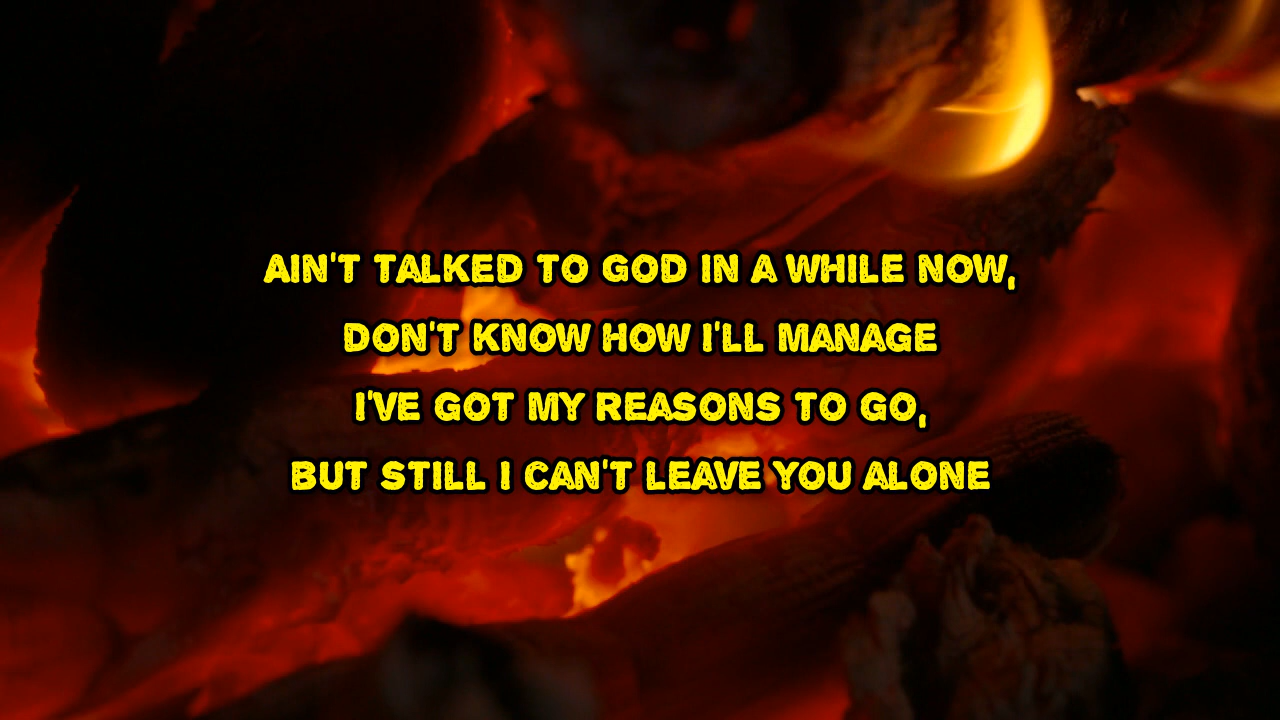 AIN'T TALKED TO GOD IN A WHILE NOW,
DON'T KNOW HOW I'LL MANAGE
I'VE GOT MY REASONS TO GO,
BUT STILL I CAN'T LEAVE YOU ALONE